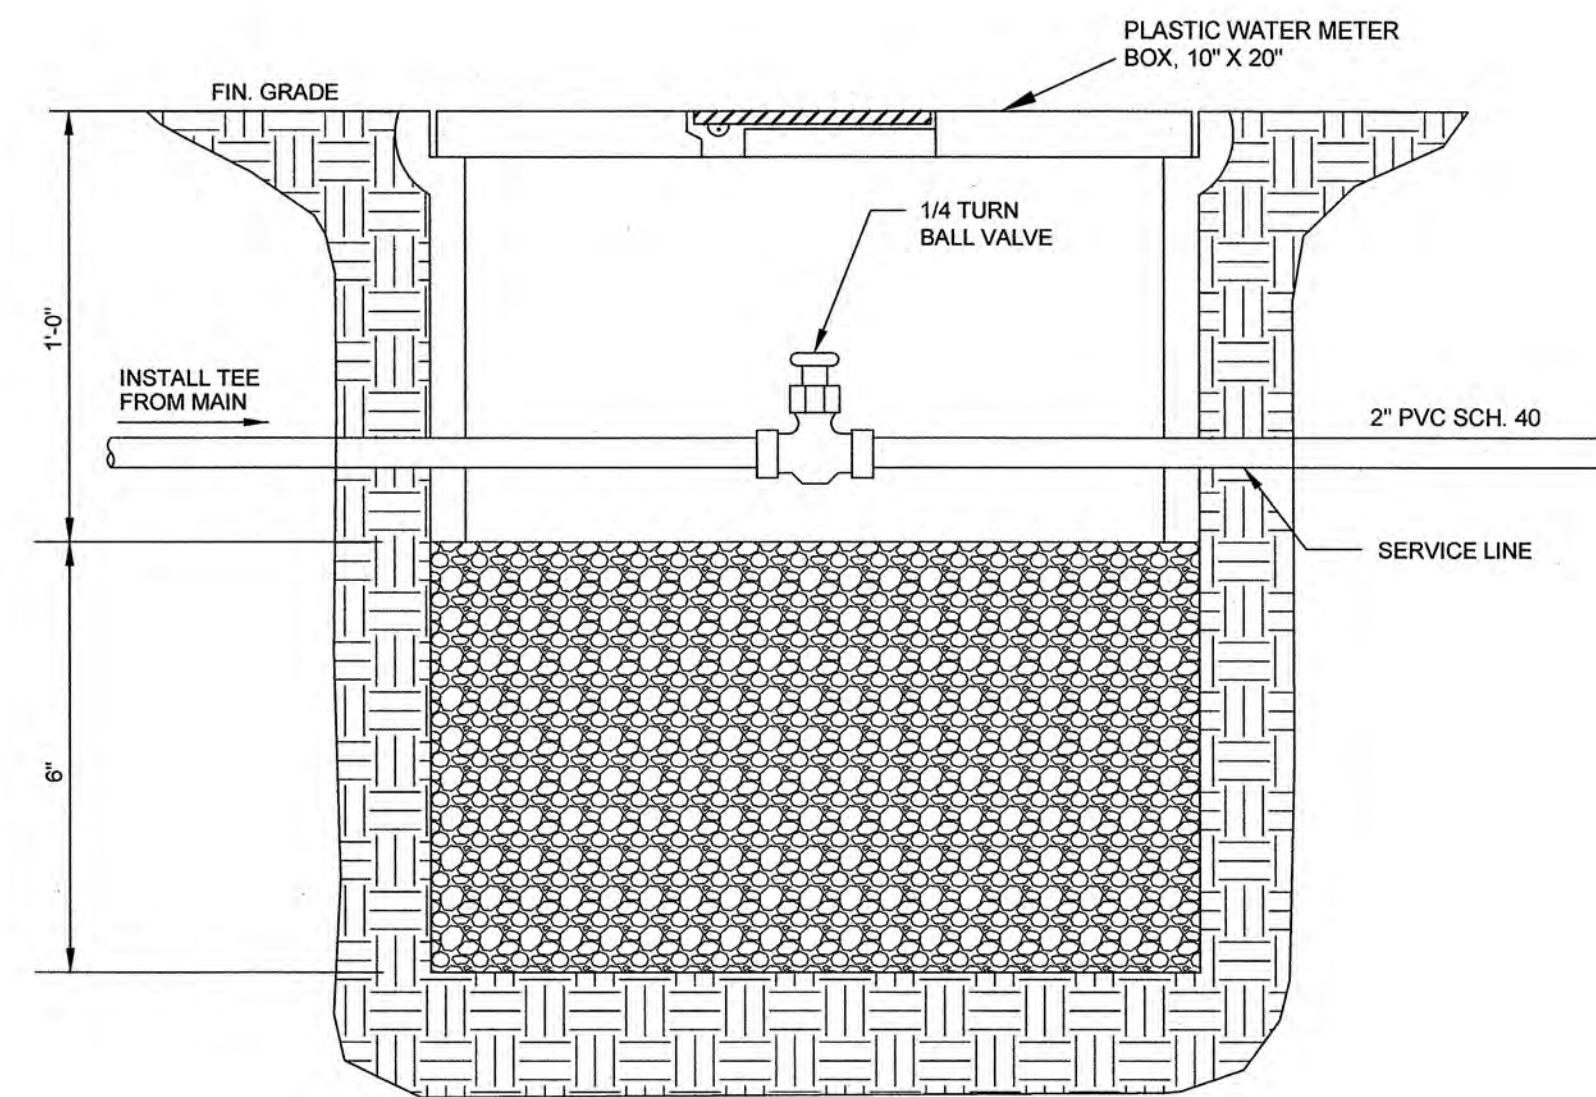 PLASTIC WATER METER
BOX, 10" X 20"
FIN. GRADE
1/4 TURN
BALL VALVE
1'-0"
INSTALL TEE
FROM MAIN
2" PVC SCH. 40
SERVICE LINE
6"